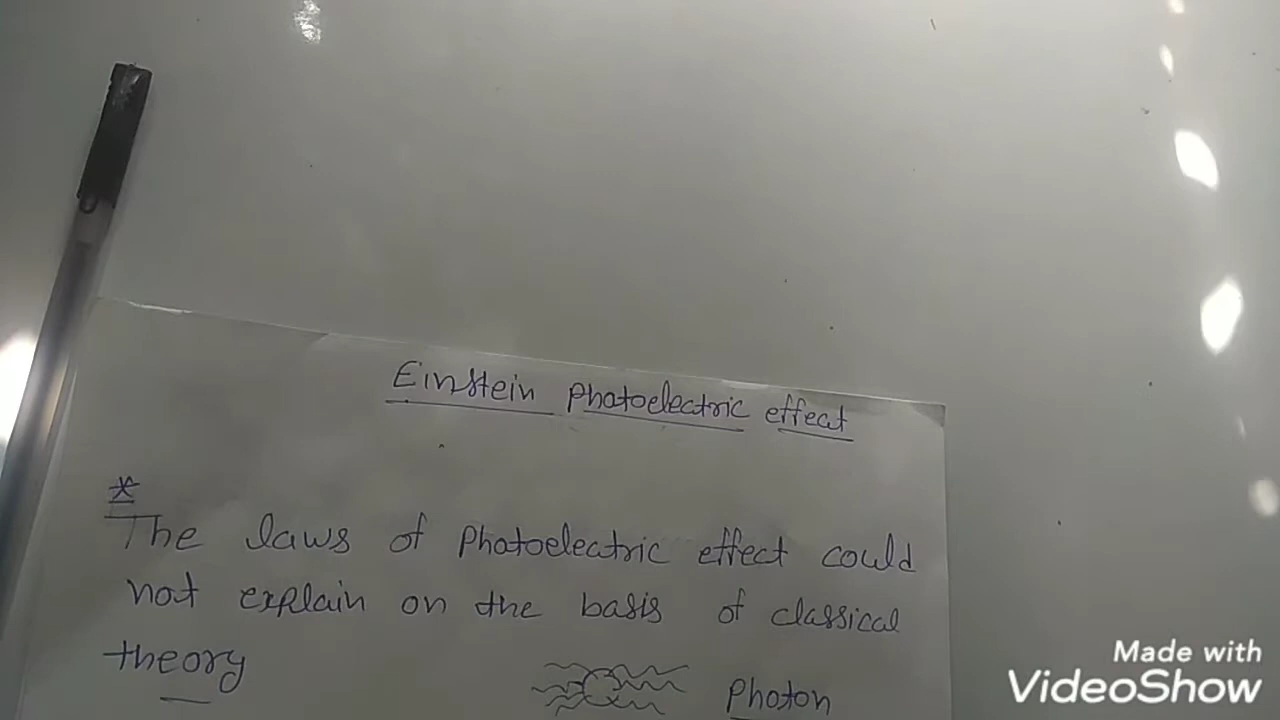 Einstein photoelectric effect
*
The laws of photoelectric effect could
not explain on the basis of classical
theory
Photon
Made with
VideoShow